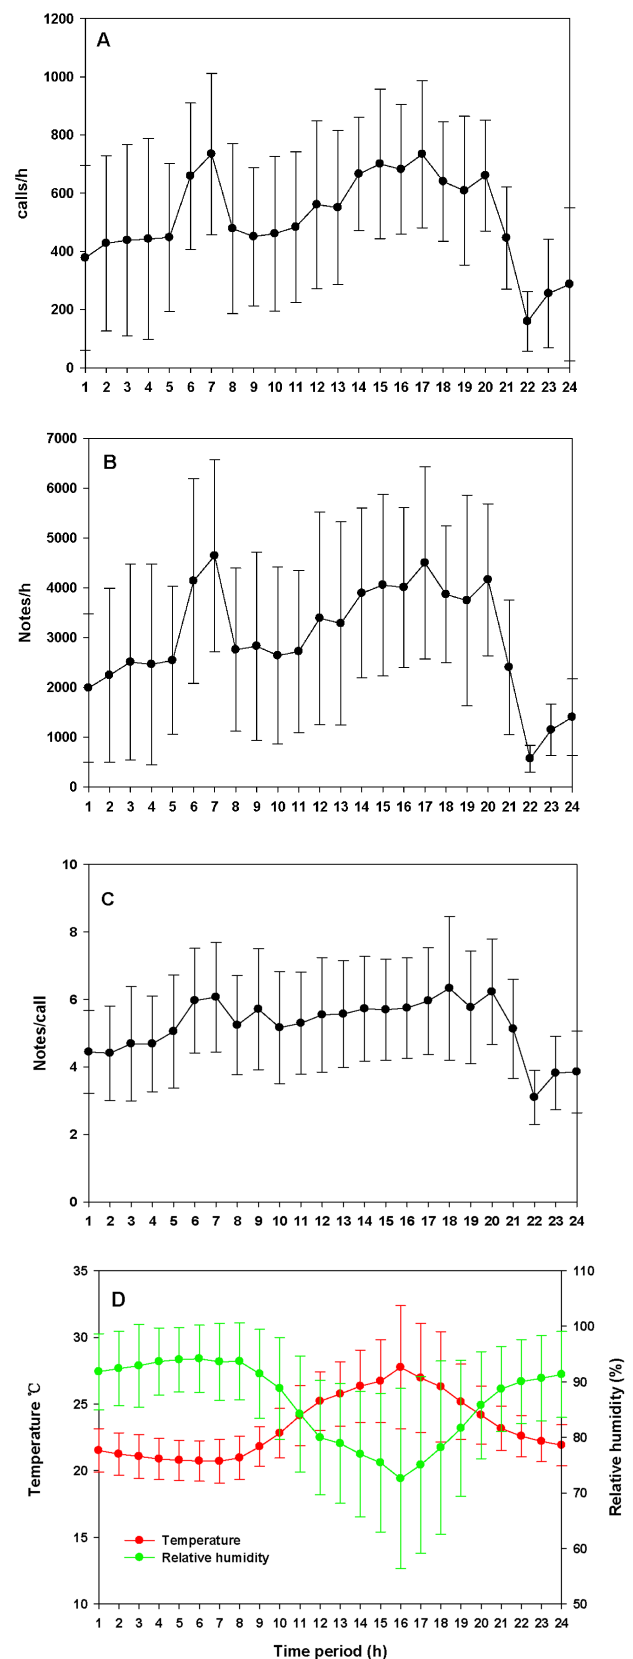 A
calls/h
1200
1000
800
600
400
200
0
1 2 3 4 5 6 7 8 9 10 11 12 13 14 15 16 17 18 19 20 21 22 23 24
B
Notes/h
7000
6000
5000
4000
3000
2000
1000
0
1 2 3 4 5 6 7 8 9 10 11 12 13 14 15 16 17 18 19 20 21 22 23 24
C
Notes/call
10
8
6
4
2
0
1 2 3 4 5 6 7 8 9 10 11 12 13 14 15 16 17 18 19 20 21 22 23 24
D
Temperature ℃
35
30
25
20
15
10
Relative humidity (%)
110
100
90
80
70
60
50
Temperature
Relative humidity
1 2 3 4 5 6 7 8 9 10 11 12 13 14 15 16 17 18 19 20 21 22 23 24
Time period (h)